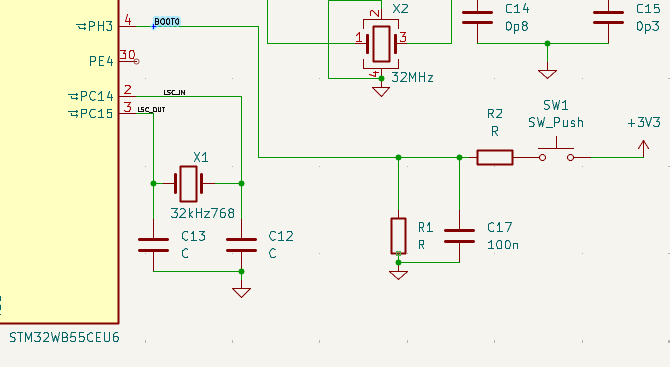 PH3 4 BOOT0
PE4 30
PC14 2 LSC_IN
PC15 3 LSC_OUT
X1
32kHz768
C13
C
C12
C
STM32WB55CEU6
X2
2
1
3
4
32MHz
C14
0p8
C15
0p3
R2
R
SW1
SW_Push
+3V3
R1
R
C17
100n